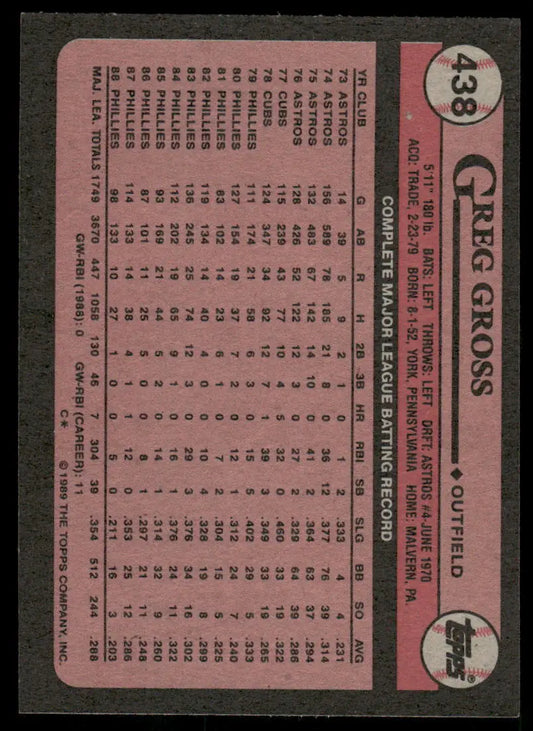 438
GREG GROSS ♦ OUTFIELD
TOPPS®
5'11" 180 lb. BATS: LEFT THROWS: LEFT DRFT: ASTROS #4-JUNE 1970
ACQ: TRADE, 2-23-79 BORN: 8-1-52, YORK, PENNSYLVANIA HOME: MALVERN, PA
COMPLETE MAJOR LEAGUE BATTING RECORD
YR CLUB G AB R H 2B 3B HR RBI SB SLG BB SO AVG
73 ASTROS 14 39 5 9 2 1 0 1 2 .333 4 4 .231
74 ASTROS 156 589 78 185 21 8 0 36 12 .377 76 39 .314
75 ASTROS 132 483 67 142 14 10 0 41 2 .364 63 37 .294
76 ASTROS 128 426 52 122 12 3 0 27 2 .329 64 39 .286
77 CUBS 115 239 43 77 10 4 5 32 0 .460 33 19 .322
78 CUBS 124 347 34 92 12 7 1 39 3 .349 33 19 .265
79 PHILLIES 111 174 21 58 6 3 0 15 5 .402 29 5 .333
80 PHILLIES 127 154 19 37 7 2 0 12 1 .312 24 7 .240
81 PHILLIES 83 102 14 23 6 1 0 7 2 .304 15 5 .225
82 PHILLIES 119 134 14 40 4 0 0 10 4 .328 19 8 .299
83 PHILLIES 136 245 25 74 12 3 0 29 3 .376 34 16 .302
84 PHILLIES 112 202 19 65 9 1 0 16 1 .376 24 11 .322
85 PHILLIES 93 169 21 44 5 2 0 14 1 .314 32 9 .260
86 PHILLIES 87 101 11 25 5 0 0 8 1 .297 21 11 .248
87 PHILLIES 114 133 14 38 4 1 1 12 0 .353 25 12 .286
88 PHILLIES 98 133 10 27 1 0 0 5 0 .211 16 3 .203
MAJ. LEA. TOTALS 1749 3670 447 1058 130 46 7 304 39 .354 512 244 .288
GW-RBI (1988): 0 GW-RBI (CAREER): 11
C* ©1989 THE TOPPS COMPANY, INC.